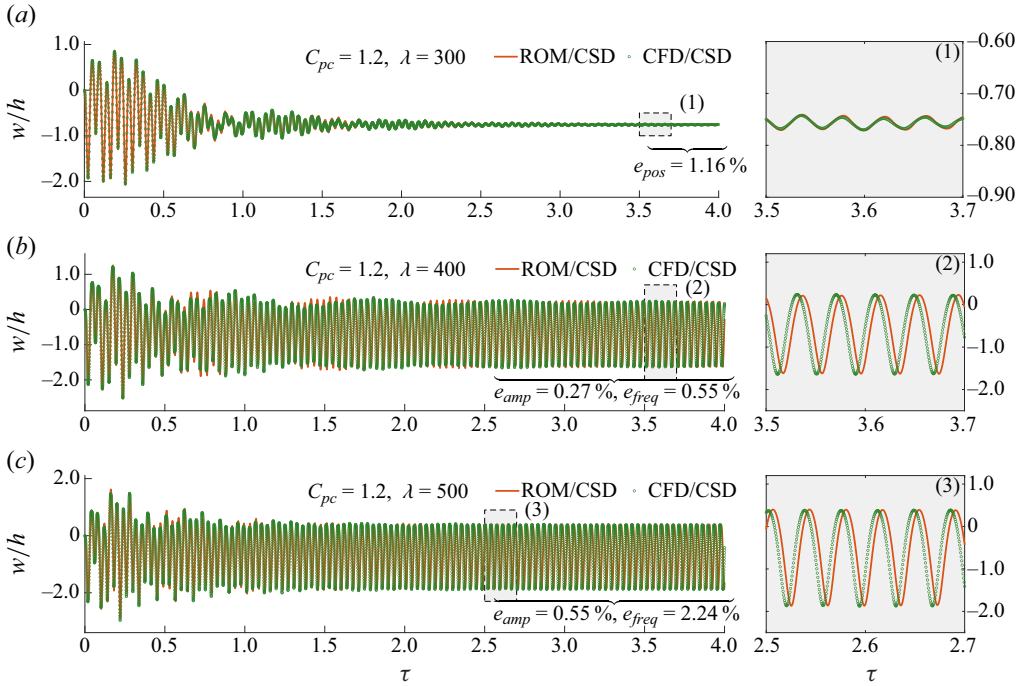 (a)
C_pc = 1.2, λ = 300 ROM/CSD CFD/CSD
1.0
0
−1.0
−2.0
w/h
(1)
e_pos = 1.16 %
0 0.5 1.0 1.5 2.0 2.5 3.0 3.5 4.0
(1)
−0.60
−0.70
−0.80
−0.90
3.5 3.6 3.7
(b)
C_pc = 1.2, λ = 400 ROM/CSD CFD/CSD
1.0
0
−1.0
−2.0
w/h
(2)
e_amp = 0.27 %, e_freq = 0.55 %
0 0.5 1.0 1.5 2.0 2.5 3.0 3.5 4.0
(2)
1.0
0
−1.0
−2.0
3.5 3.6 3.7
(c)
C_pc = 1.2, λ = 500 ROM/CSD CFD/CSD
2.0
0
−2.0
w/h
(3)
e_amp = 0.55 %, e_freq = 2.24 %
0 0.5 1.0 1.5 2.0 2.5 3.0 3.5 4.0
τ
(3)
1.0
0
−1.0
−2.0
2.5 2.6 2.7
τ